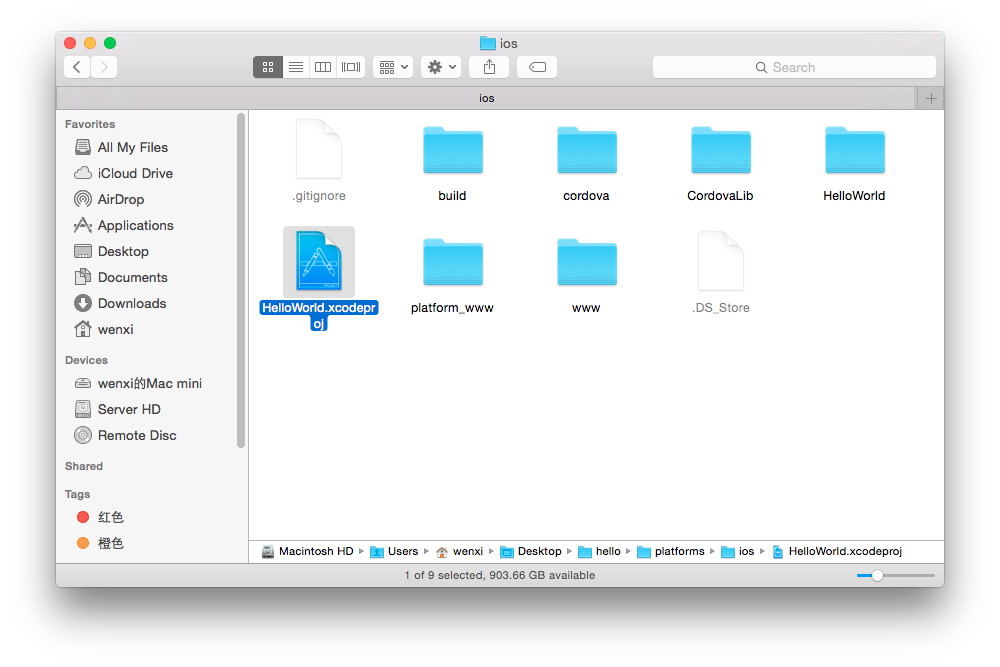 ios
Search
ios
Favorites
All My Files
iCloud Drive
AirDrop
Applications
Desktop
Documents
Downloads
wenxi
Devices
wenxi的Mac mini
Server HD
Remote Disc
Shared
Tags
红色
橙色
.gitignore
build
cordova
CordovaLib
HelloWorld
HelloWorld.xcodepr
oj
platform_www
www
.DS_Store
Macintosh HD Users wenxi Desktop hello platforms ios HelloWorld.xcodeproj
1 of 9 selected, 903.66 GB available